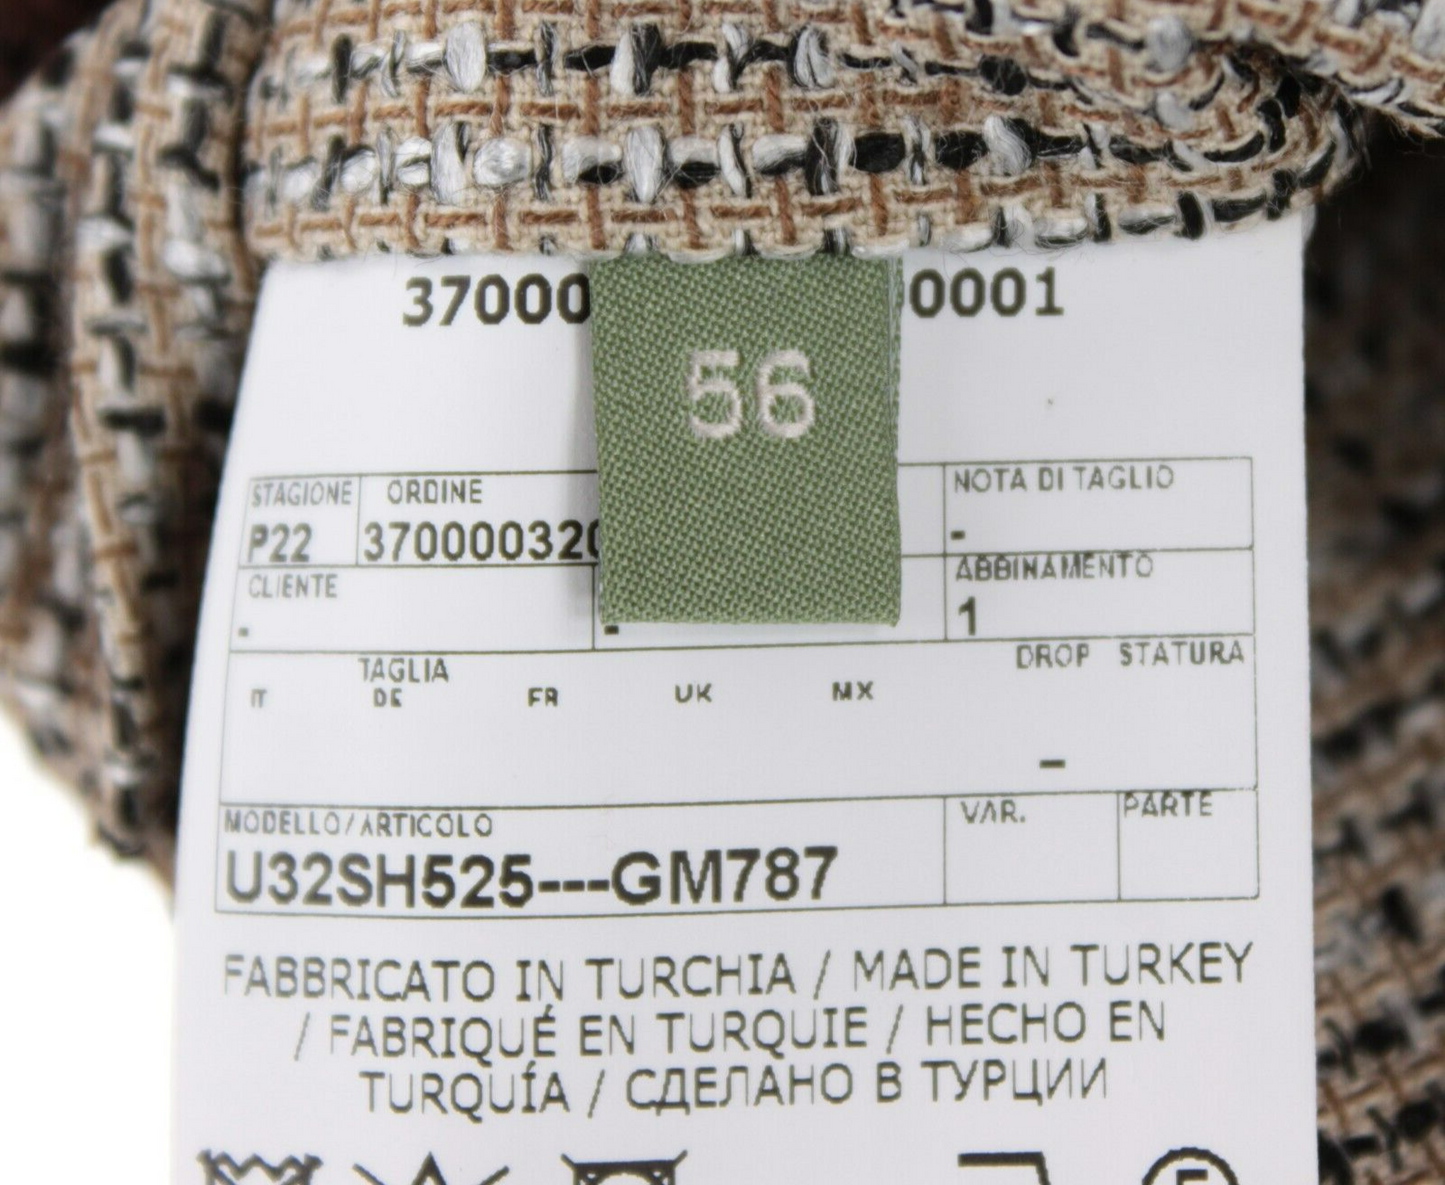 37000 0001
56
STAGIONE ORDINE NOTA DI TAGLIO
P22 37000032 -
CLIENTE ABBINAMENTO
- - 1
TAGLIA DROP STATURA
IT DE FR UK MX
-
MODELLO/ARTICOLO VAR. PARTE
U32SH525---GM787
FABBRICATO IN TURCHIA / MADE IN TURKEY
/ FABRIQUÉ EN TURQUIE / HECHO EN
TURQUÍA / СДЕЛАНО В ТУРЦИИ